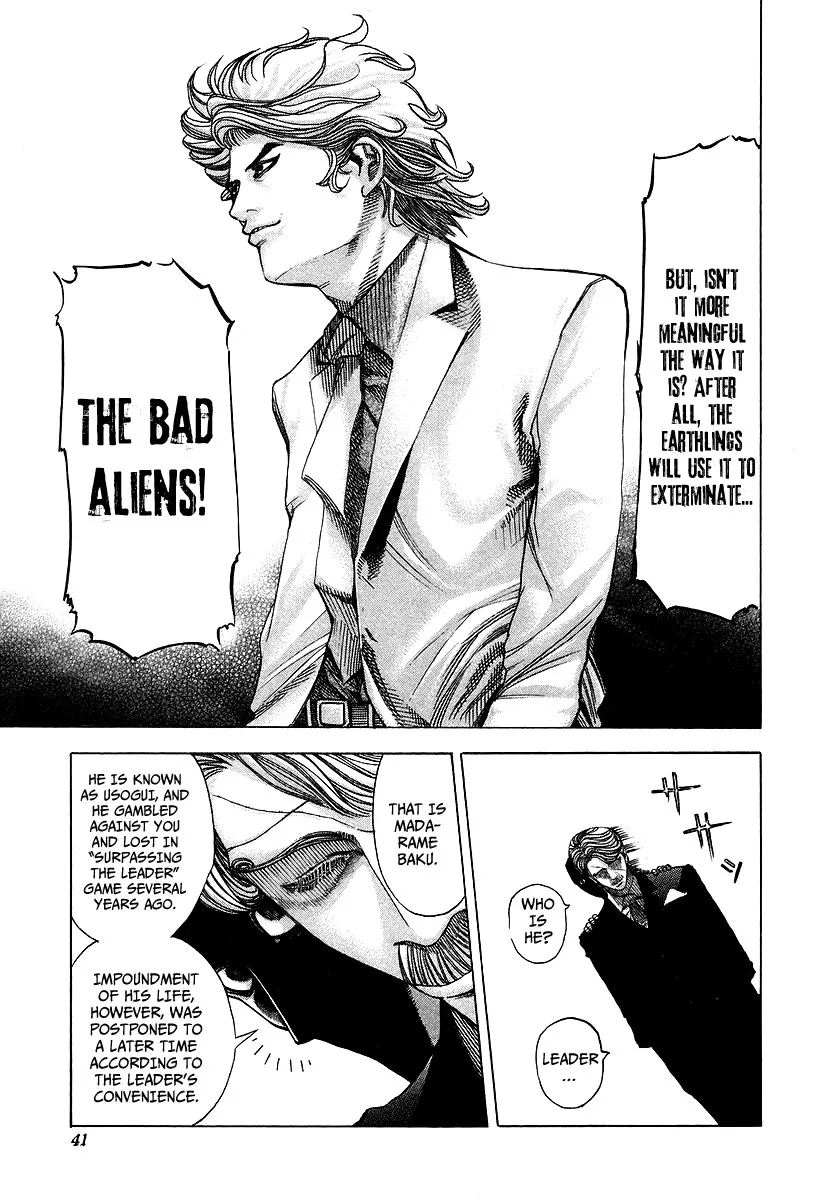 BUT, ISN'T
IT MORE
MEANINGFUL
THE WAY IT
IS? AFTER
ALL, THE
EARTHLINGS
WILL USE IT TO
EXTERMINATE...
THE BAD
ALIENS!
WHO
IS
HE?
LEADER
...
THAT IS
MADA-
RAME
BAKU.
HE IS KNOWN
AS USOGUI, AND
HE GAMBLED
AGAINST YOU
AND LOST IN
"SURPASSING
THE LEADER"
GAME SEVERAL
YEARS AGO.
IMPOUNDMENT
OF HIS LIFE,
HOWEVER, WAS
POSTPONED TO
A LATER TIME
ACCORDING TO
THE LEADER'S
CONVENIENCE.
41